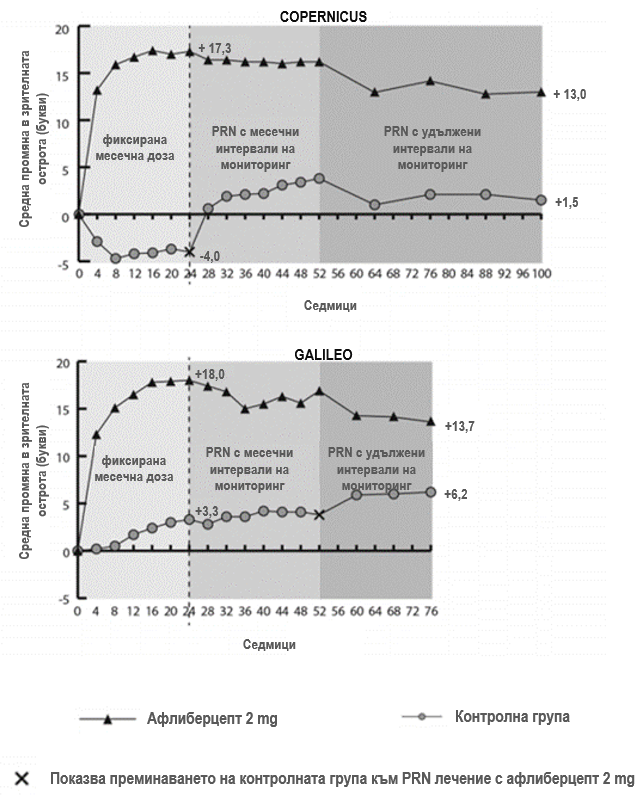 COPERNICUS
20
15
10
5
0
-5
Средна промяна в зрителната
острота (букви)
фиксирана
месечна доза
+ 17,3
PRN с месечни
интервали на
мониторинг
PRN с удължени
интервали на
мониторинг
+ 13,0
+1,5
-4,0
0 4 8 12 16 20 24 28 32 36 40 44 48 52 56 60 64 68 72 76 80 84 88 92 96 100
Седмици
GALILEO
20
15
10
5
0
-5
Средна промяна в зрителната
острота (букви)
фиксирана
месечна доза
+18,0
PRN с месечни
интервали на
мониторинг
PRN с удължени
интервали на
мониторинг
+13,7
+6,2
+3,3
0 4 8 12 16 20 24 28 32 36 40 44 48 52 56 60 64 68 72 76
Седмици
Афлиберцепт 2 mg
Контролна група
Показва преминаването на контролната група към PRN лечение с афлиберцепт 2 mg